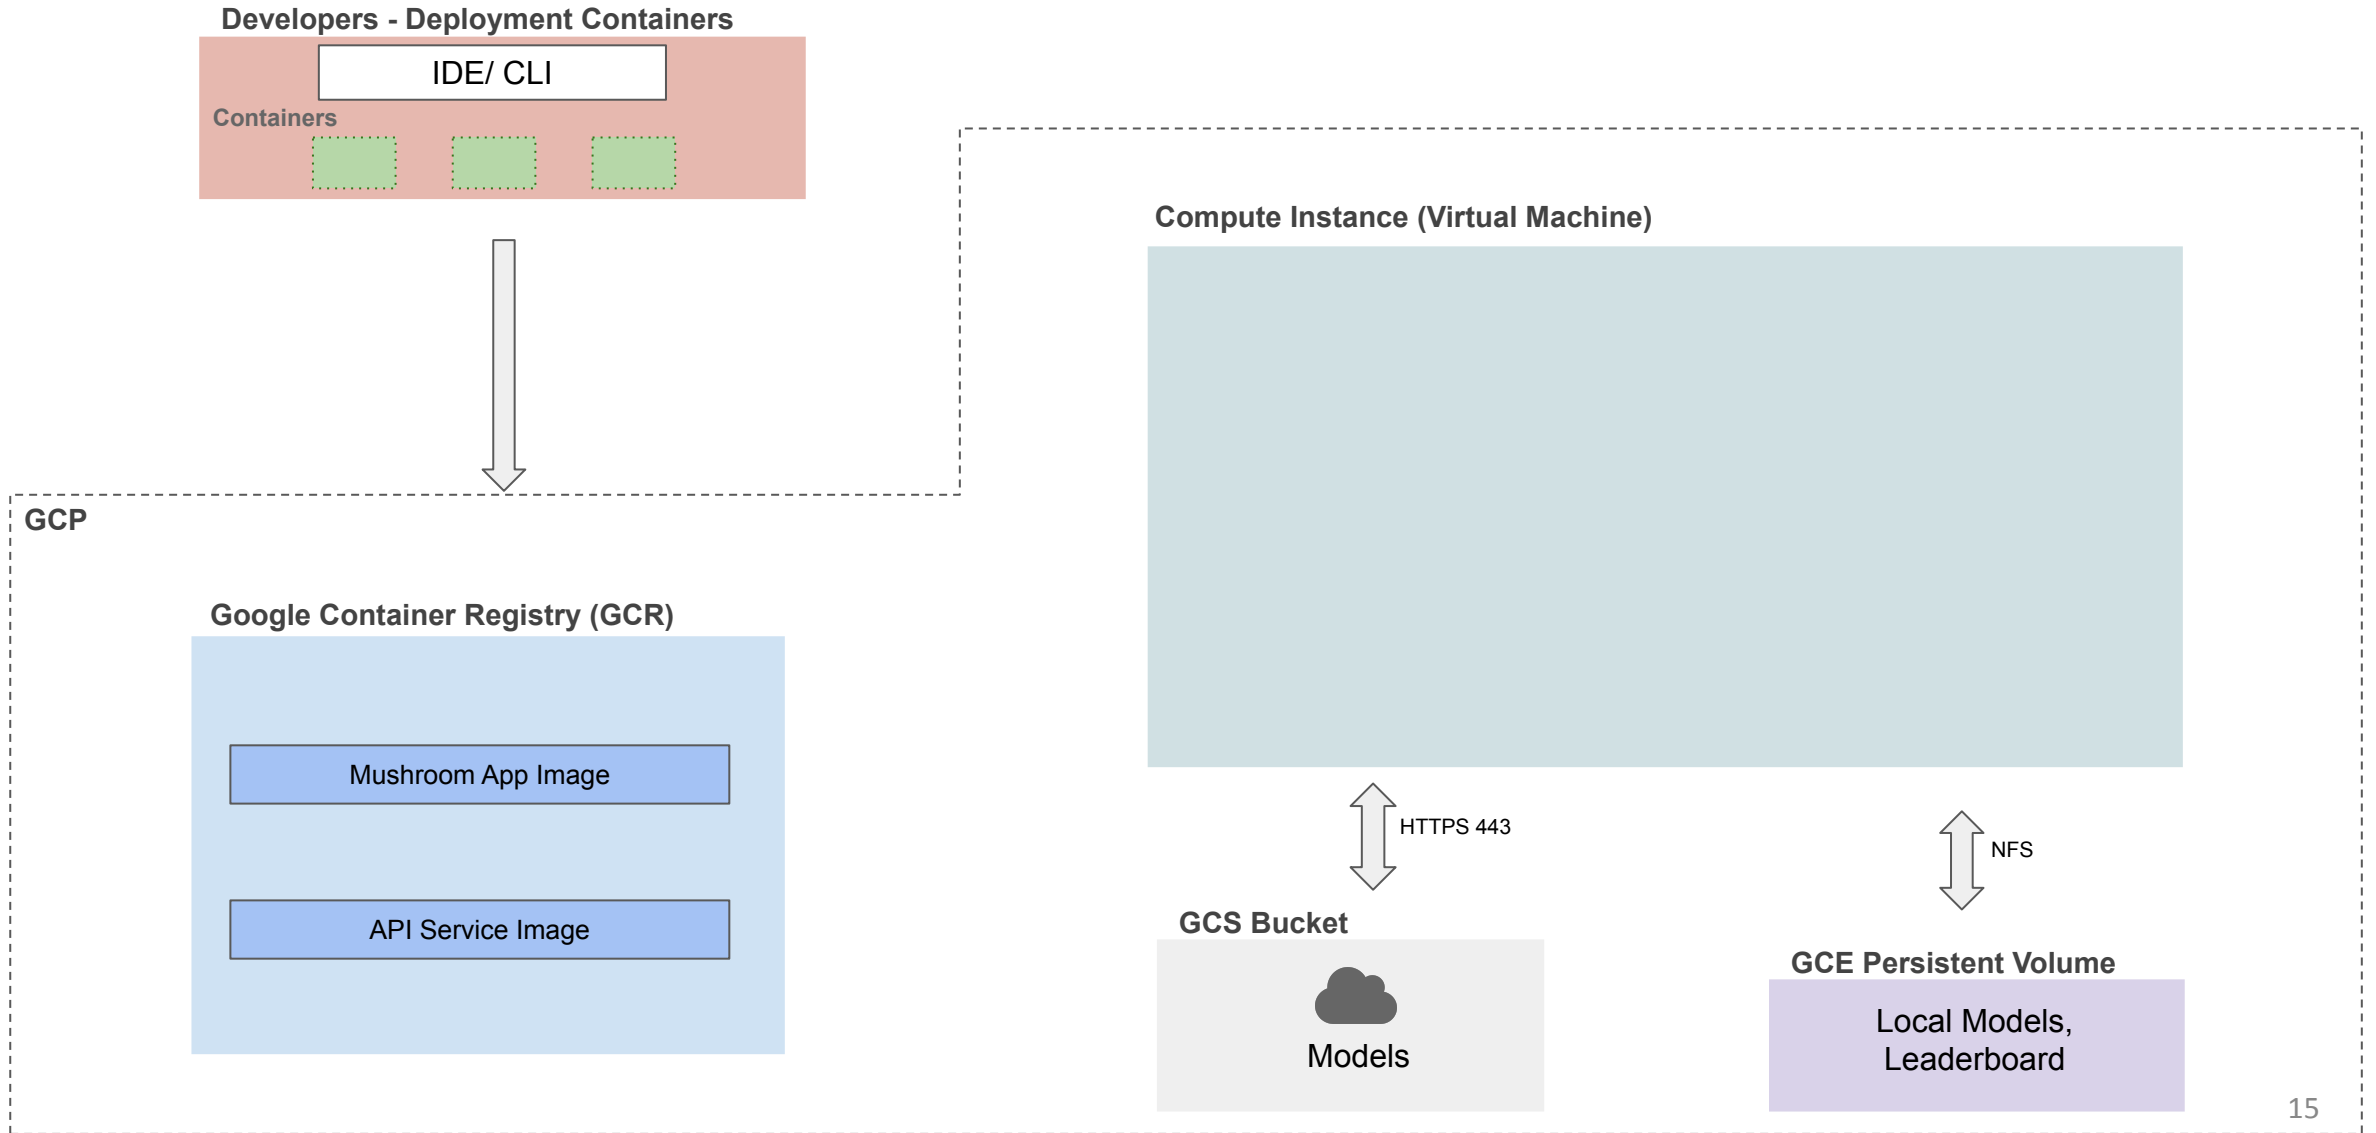 Developers - Deployment Containers
IDE/ CLI
Containers
Compute Instance (Virtual Machine)
GCP
Google Container Registry (GCR)
Mushroom App Image
API Service Image
HTTPS 443
NFS
GCS Bucket
Models
GCE Persistent Volume
Local Models,
Leaderboard
15